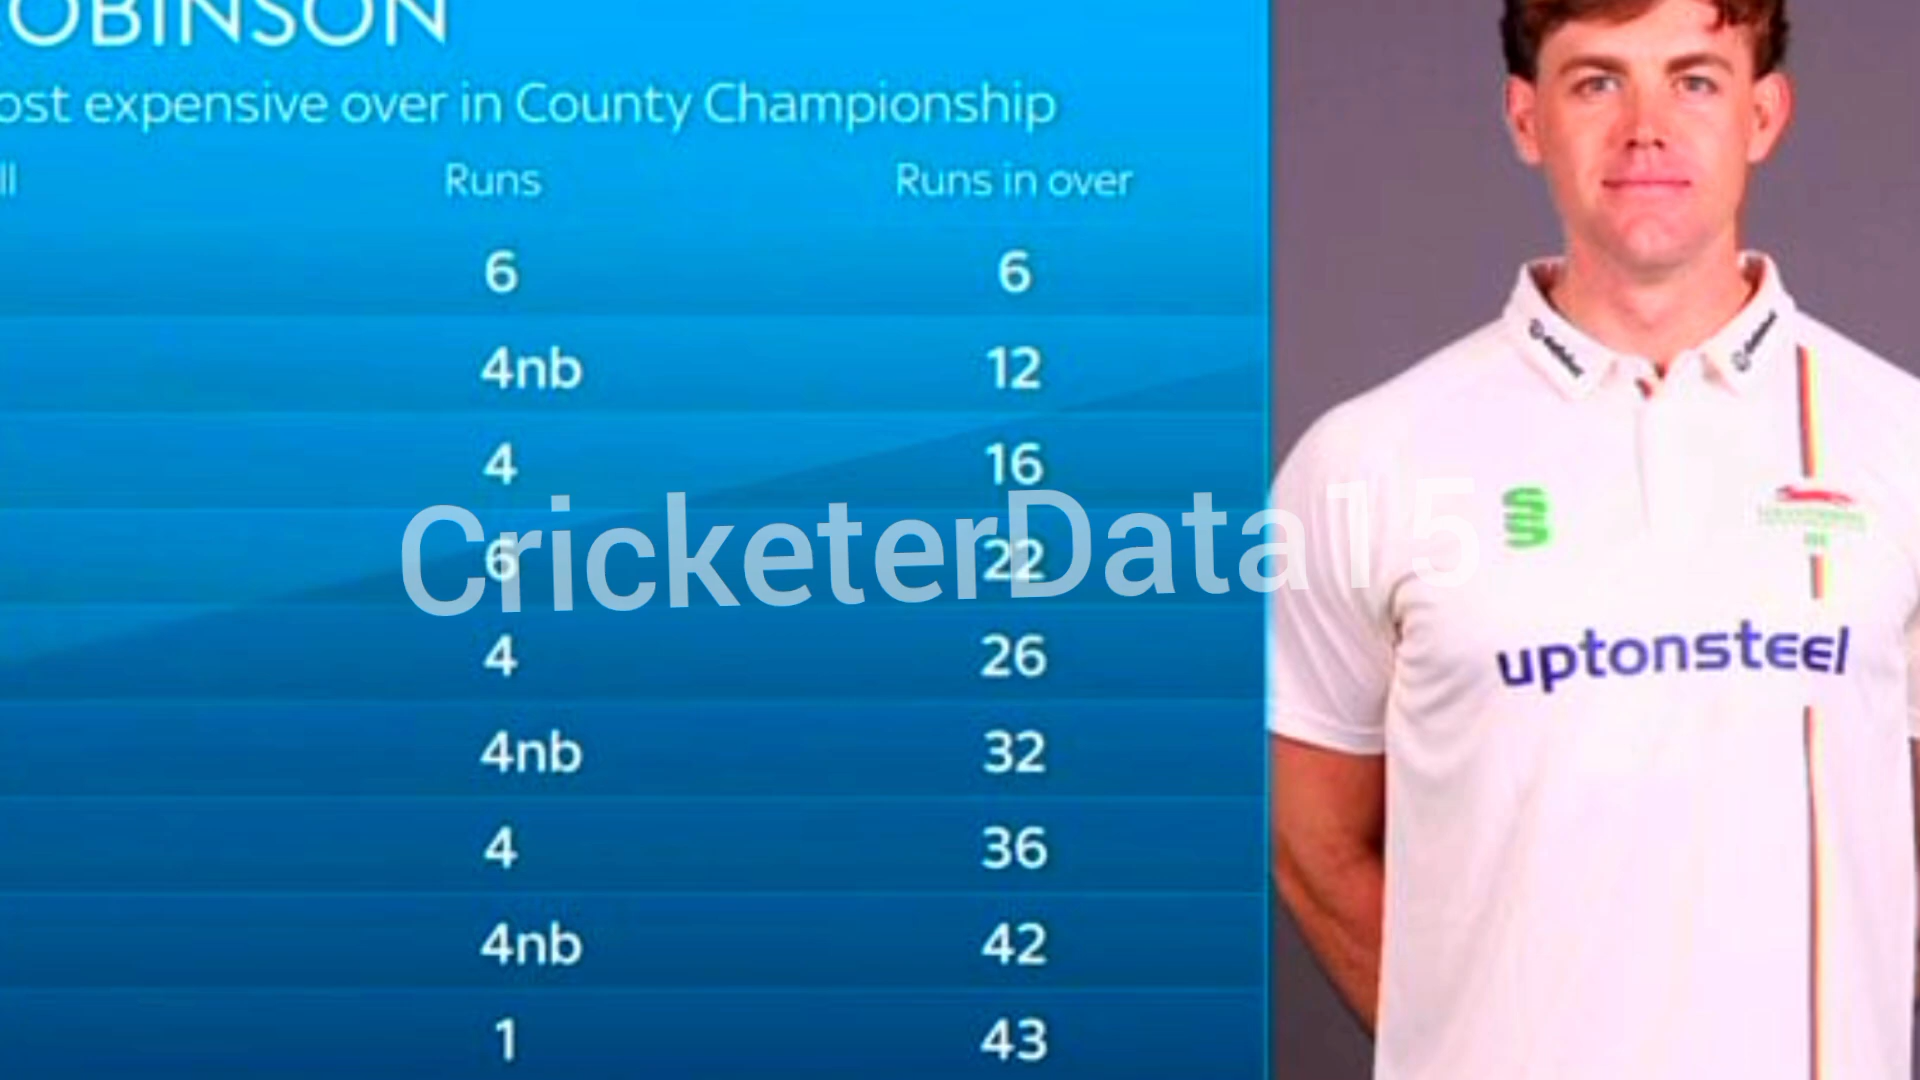 OBINSON
ost expensive over in County Championship
ll Runs Runs in over
6 6
4nb 12
4 16
6 22
4 26
4nb 32
4 36
4nb 42
1 43
CricketerData15
uptonsteel